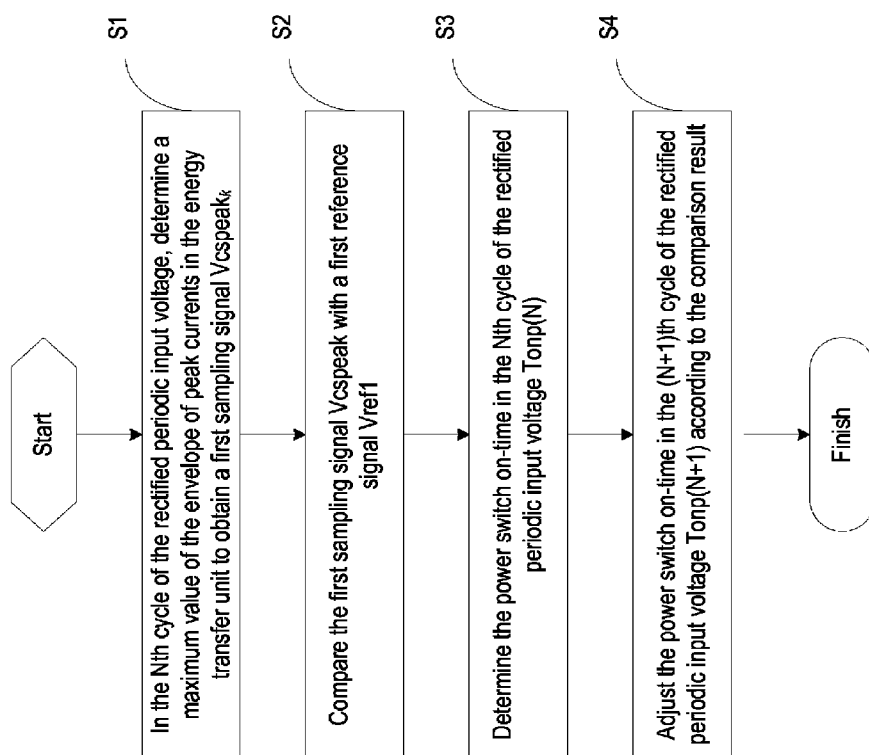 Start
S1
In the Nth cycle of the rectified periodic input voltage, determine a
maximum value of the envelope of peak currents in the energy
transfer unit to obtain a first sampling signal Vcspeakₖ
S2
Compare the first sampling signal Vcspeak with a first reference
signal Vref1
S3
Determine the power switch on-time in the Nth cycle of the rectified
periodic input voltage Tonp(N)
S4
Adjust the power switch on-time in the (N+1)th cycle of the rectified
periodic input voltage Tonp(N+1) according to the comparison result
Finish